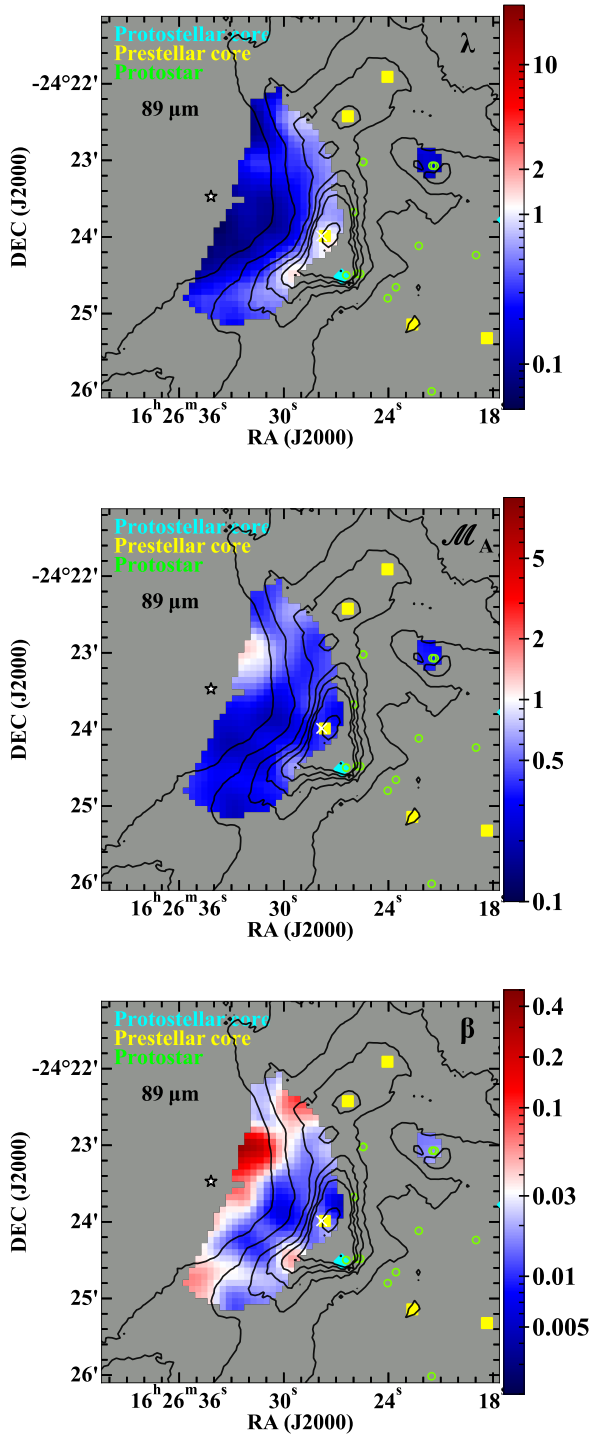 Protostellar core
Prestellar core
Protostar
λ
89 μm
-24°22'
23'
24'
25'
26'
DEC (J2000)
16ʰ26ᵐ36ˢ
30ˢ
24ˢ
18ˢ
RA (J2000)
10
2
1
0.1
Protostellar core
Prestellar core
Protostar
ℳA
89 μm
-24°22'
23'
24'
25'
26'
DEC (J2000)
16ʰ26ᵐ36ˢ
30ˢ
24ˢ
18ˢ
RA (J2000)
5
2
1
0.5
0.1
Protostellar core
Prestellar core
Protostar
β
89 μm
-24°22'
23'
24'
25'
26'
DEC (J2000)
16ʰ26ᵐ36ˢ
30ˢ
24ˢ
18ˢ
RA (J2000)
0.4
0.2
0.1
0.03
0.01
0.005